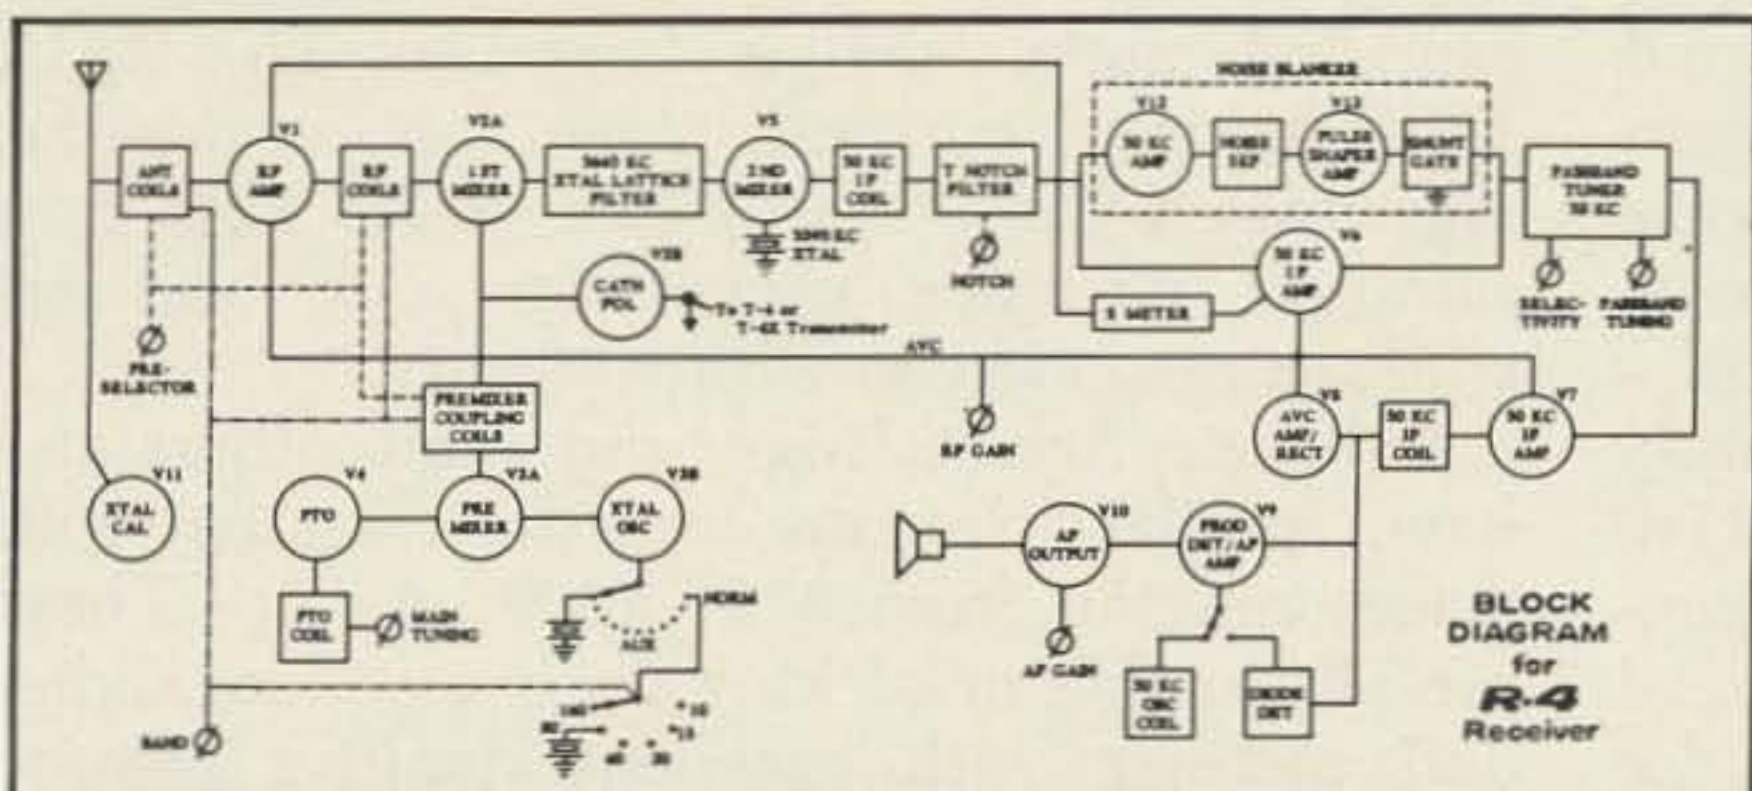 NOISE BLANKER
V1
V2A
V5
V12
V13
ANT
COILS
RF
AMP
RF
COILS
1ST
MIXER
XTAL LATTICE
FILTER
2ND
MIXER
50 KC
IF
COIL
T NOTCH
FILTER
50 KC
AMP
NOISE
SEP
PULSE
SHAPER
AMP
SHUNT
GATE
PASSBAND
TUNER
50 KC
KC
XTAL
NOTCH
V6
50 KC
IF
AMP
SELEC-
TIVITY
PASSBAND
TUNING
CATH
FOL
To T-4 or
T-4X Transmitter
S METER
PRE-
SELECTOR
AVC
PREMIXER
COUPLING
COILS
RF GAIN
V8
AVC
AMP/
RECT
50 KC
IF
COIL
V7
50 KC
IF
AMP
V11
XTAL
CAL
V4
PTO
PRE
MIXER
XTAL
OSC
V10
AF
OUTPUT
V9
PROD
DET/AF
AMP
PTO
COIL
MAIN
TUNING
NORM
AUX
AF GAIN
50 KC
OSC
COIL
DIODE
DET
160
10
80
15
40
20
BAND
BLOCK
DIAGRAM
for
R-4
Receiver